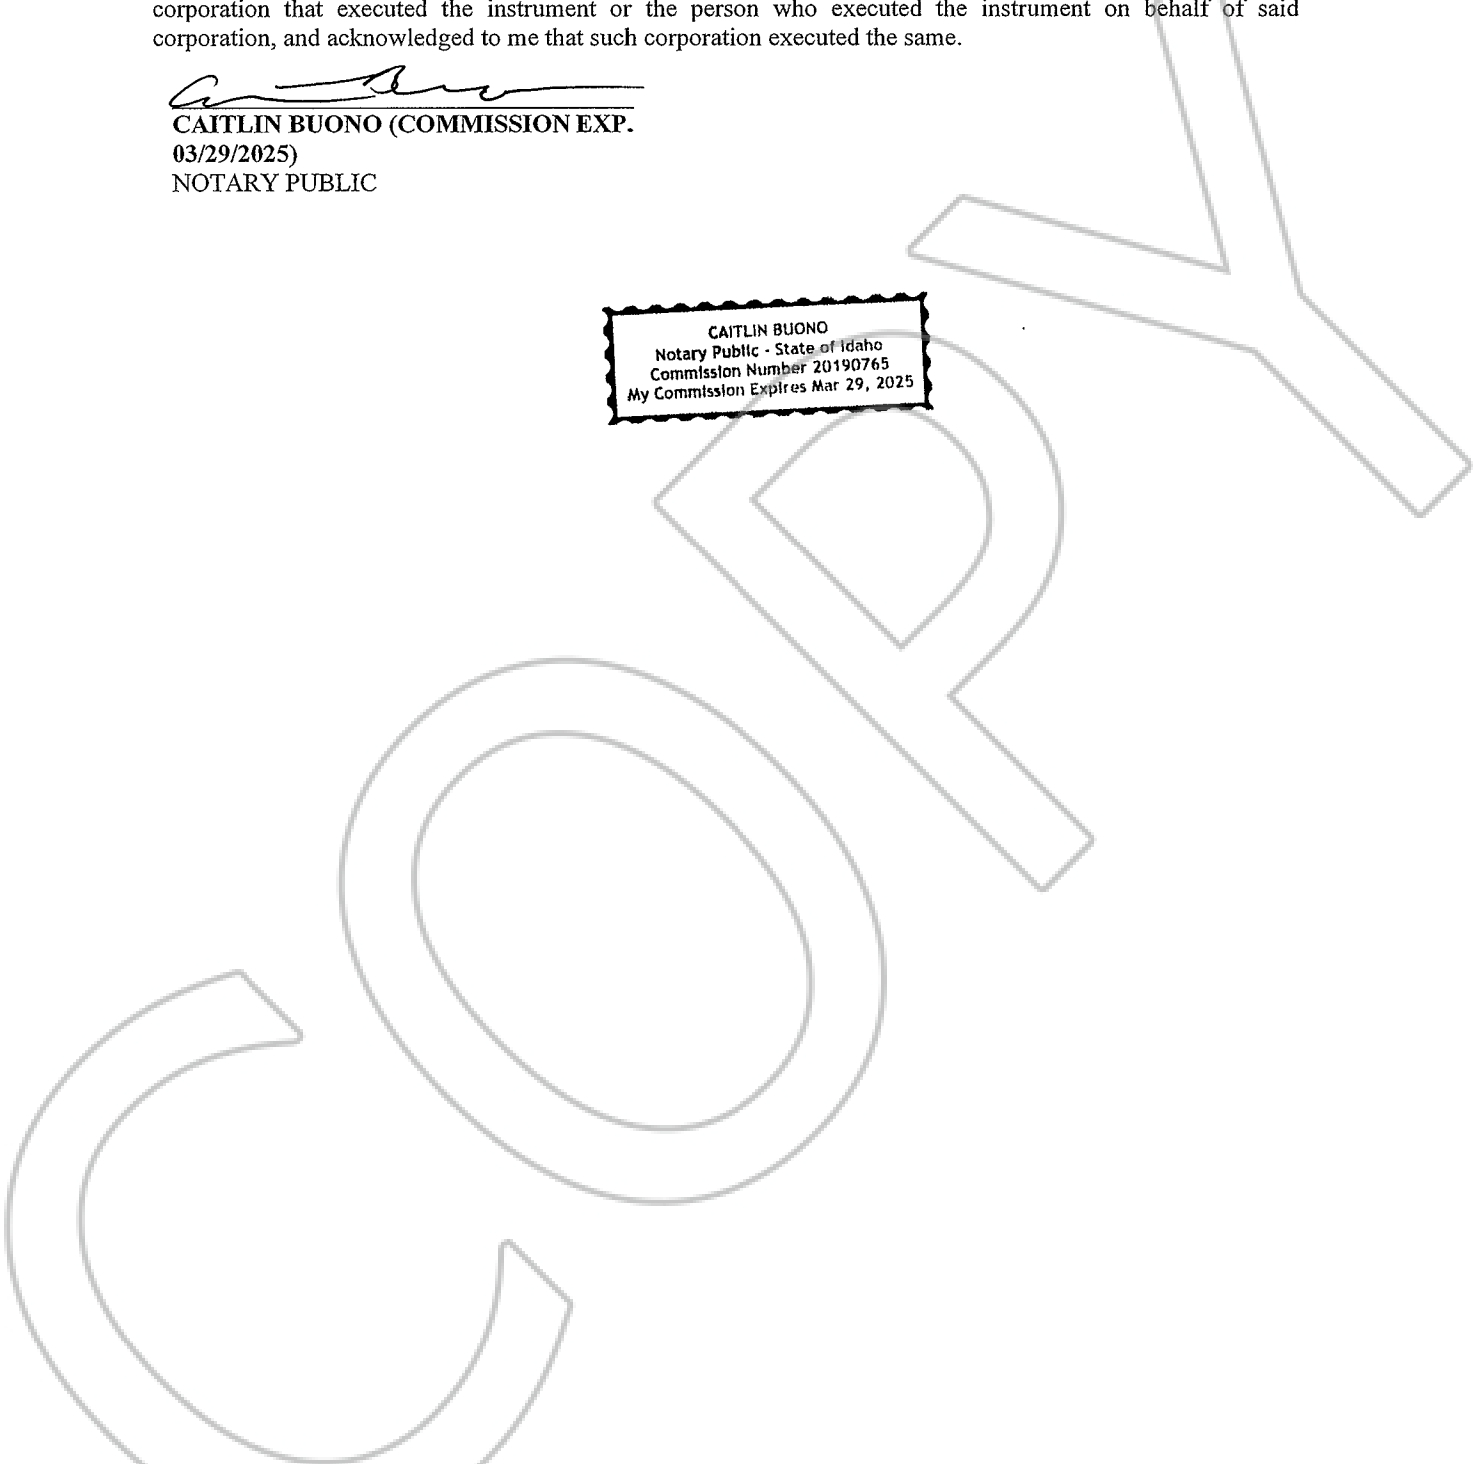 corporation that executed the instrument or the person who executed the instrument on behalf of said
corporation, and acknowledged to me that such corporation executed the same.
CAITLIN BUONO (COMMISSION EXP.
03/29/2025)
NOTARY PUBLIC
CAITLIN BUONO
Notary Public - State of Idaho
Commission Number 20190765
My Commission Expires Mar 29, 2025
COPY